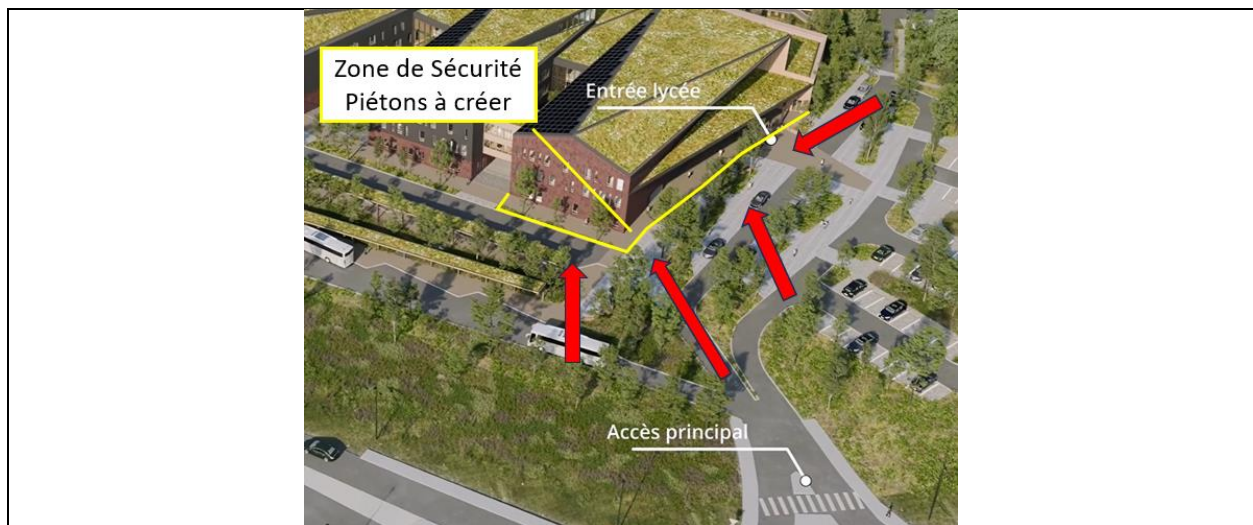 Zone de Sécurité
Piétons à créer
Entrée lycée
Accès principal